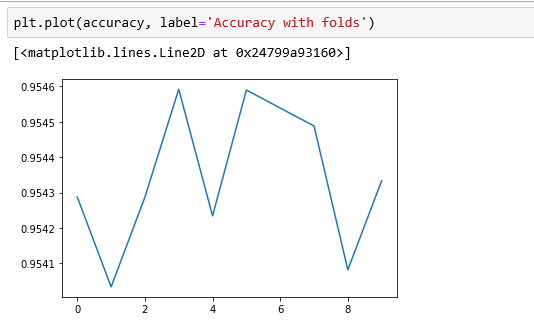 plt.plot(accuracy, label='Accuracy with folds')
[<matplotlib.lines.Line2D at 0x24799a93160>]
0.9546
0.9545
0.9544
0.9543
0.9542
0.9541
0 2 4 6 8